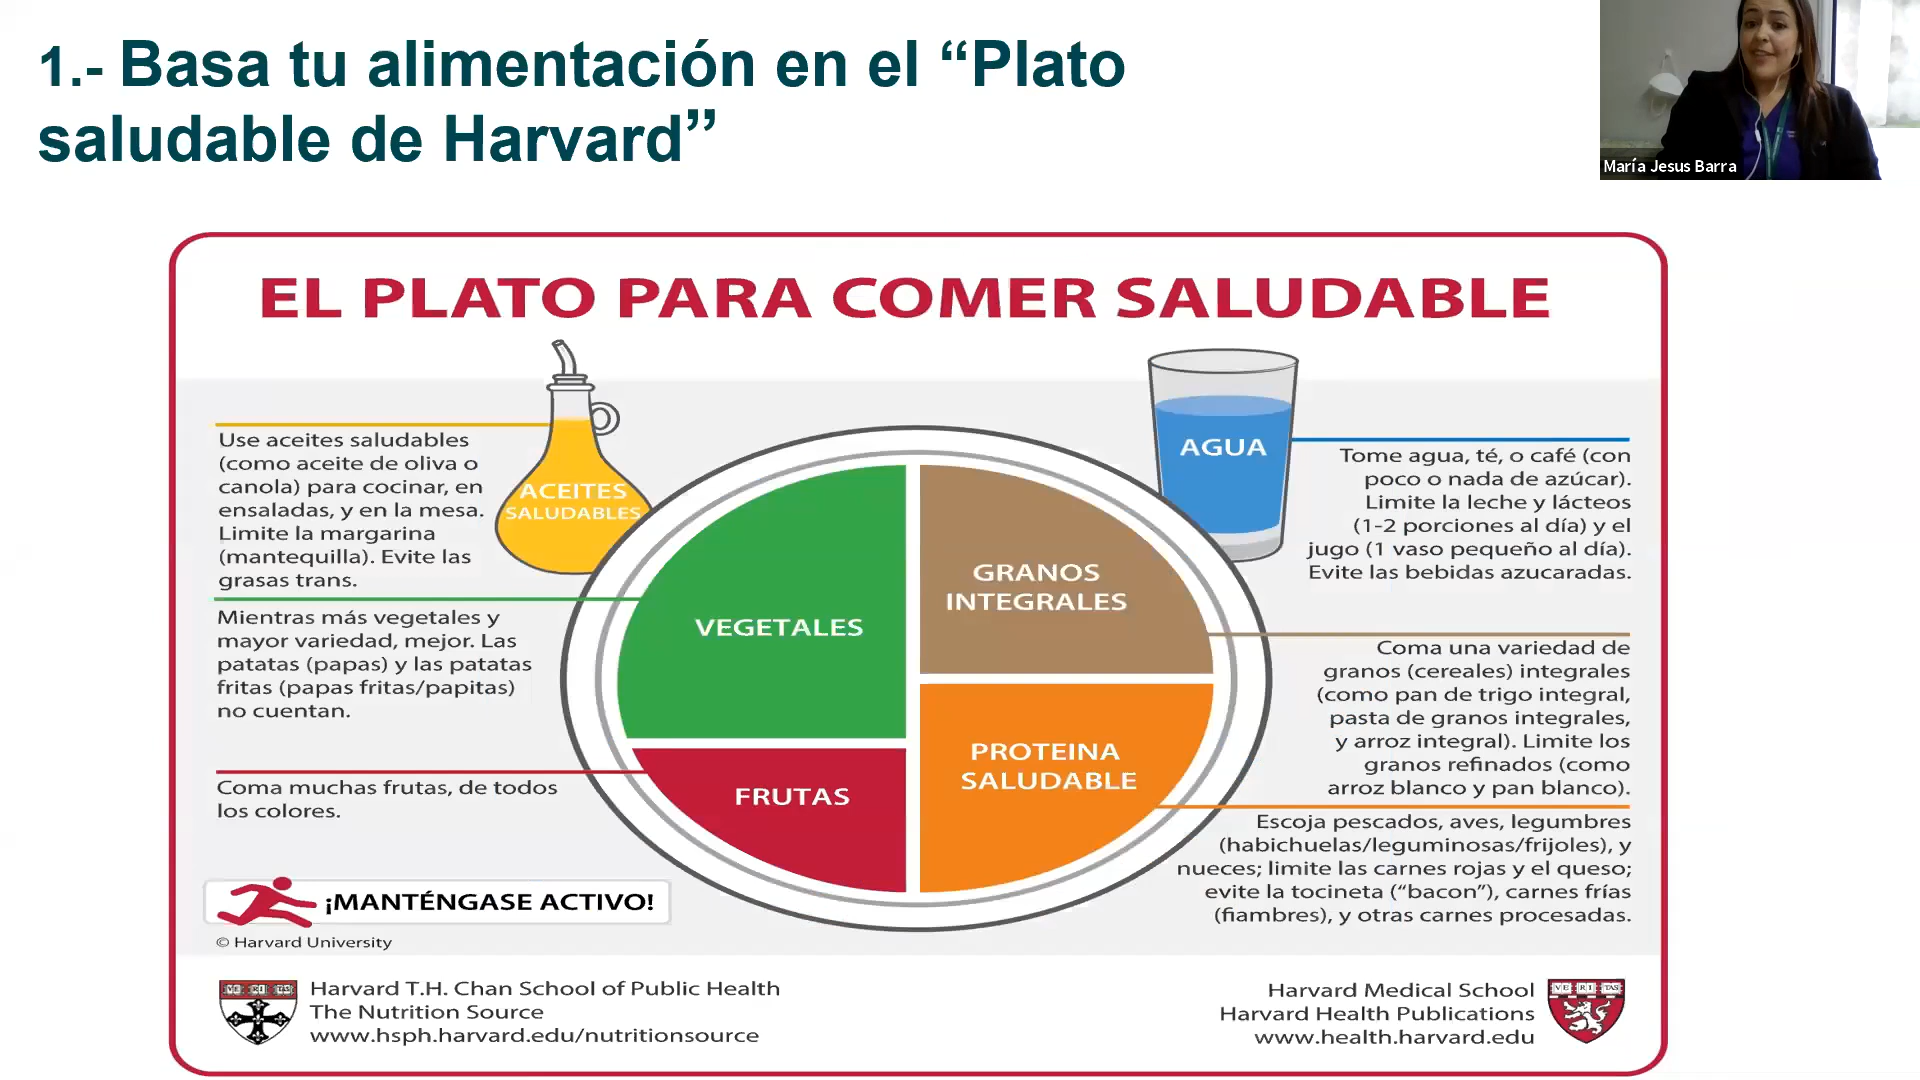 1.- Basa tu alimentación en el “Plato
saludable de Harvard”
María Jesus Barra
EL PLATO PARA COMER SALUDABLE
ACEITES
SALUDABLES
AGUA
Use aceites saludables
(como aceite de oliva o
canola) para cocinar, en
ensaladas, y en la mesa.
Limite la margarina
(mantequilla). Evite las
grasas trans.
Tome agua, té, o café (con
poco o nada de azúcar).
Limite la leche y lácteos
(1-2 porciones al día) y el
jugo (1 vaso pequeño al día).
Evite las bebidas azucaradas.
VEGETALES
GRANOS
INTEGRALES
Mientras más vegetales y
mayor variedad, mejor. Las
patatas (papas) y las patatas
fritas (papas fritas/papitas)
no cuentan.
Coma una variedad de
granos (cereales) integrales
(como pan de trigo integral,
pasta de granos integrales,
y arroz integral). Limite los
granos refinados (como
arroz blanco y pan blanco).
FRUTAS
PROTEINA
SALUDABLE
Coma muchas frutas, de todos
los colores.
Escoja pescados, aves, legumbres
(habichuelas/leguminosas/frijoles), y
nueces; limite las carnes rojas y el queso;
evite la tocineta (“bacon”), carnes frías
(fiambres), y otras carnes procesadas.
¡MANTÉNGASE ACTIVO!
© Harvard University
VE RI TAS
Harvard T.H. Chan School of Public Health
The Nutrition Source
www.hsph.harvard.edu/nutritionsource
Harvard Medical School
Harvard Health Publications
www.health.harvard.edu
VE RI TAS